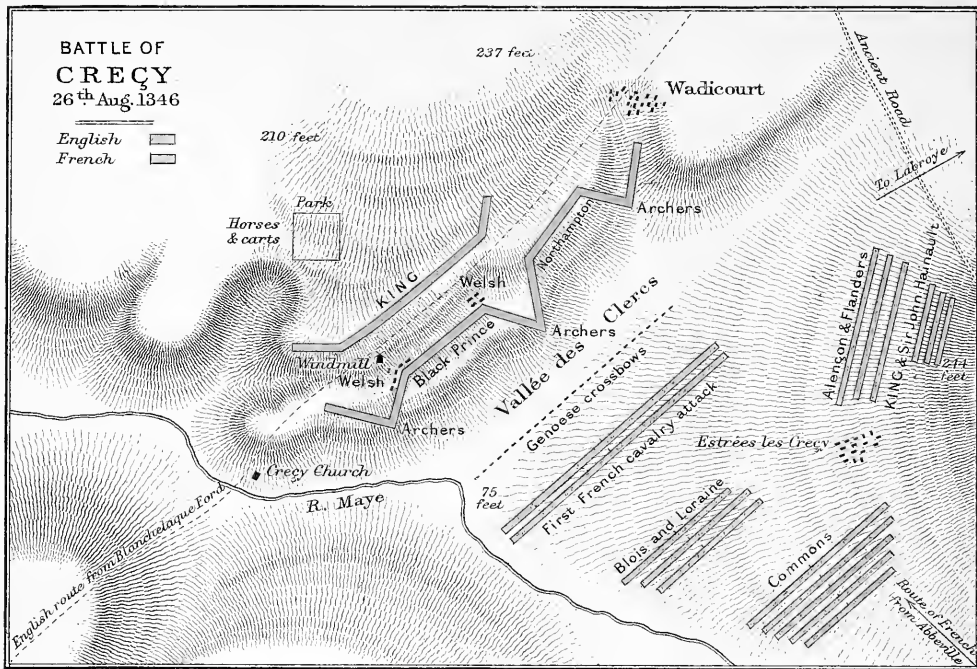 BATTLE OF
CREÇY
26th Aug. 1346
English
French
237 feet
210 feet
Wadicourt
Ancient Road
To Labroye
Park
Horses
& carts
KING
Welsh
Northampton
Archers
Windmill
Welsh
Black Prince
Archers
Archers
Vallée des Clercs
Genoese crossbows
First French cavalry attack
Alençon & Flanders
KING & Sir John Hainault
244
feet
Estrées les Creçy
Creçy Church
R. Maye
75
feet
Blois and Loraine
Commons
English route from Blanchetaque Ford
Route of French
from Abbeville